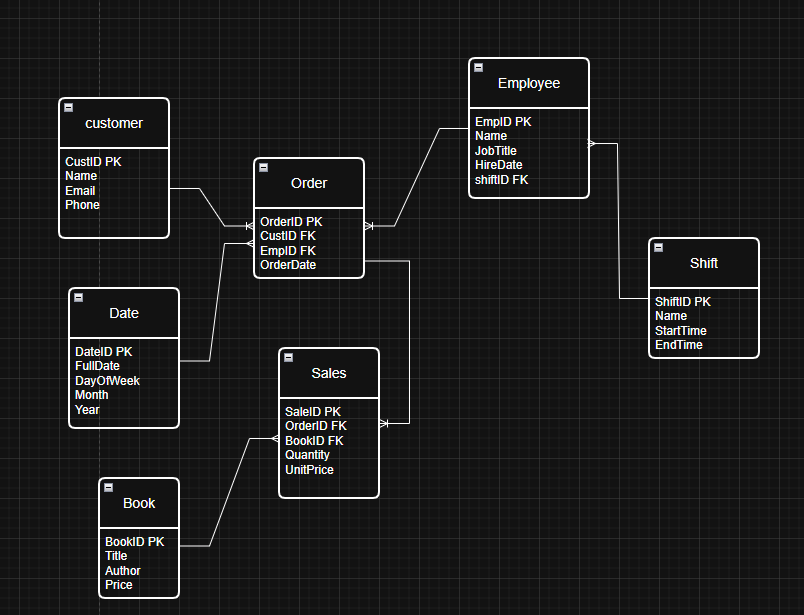 customer
CustID PK
Name
Email
Phone
Order
OrderID PK
CustID FK
EmpID FK
OrderDate
Employee
EmpID PK
Name
JobTitle
HireDate
shiftID FK
Shift
ShiftID PK
Name
StartTime
EndTime
Date
DateID PK
FullDate
DayOfWeek
Month
Year
Sales
SaleID PK
OrderID FK
BookID FK
Quantity
UnitPrice
Book
BookID PK
Title
Author
Price